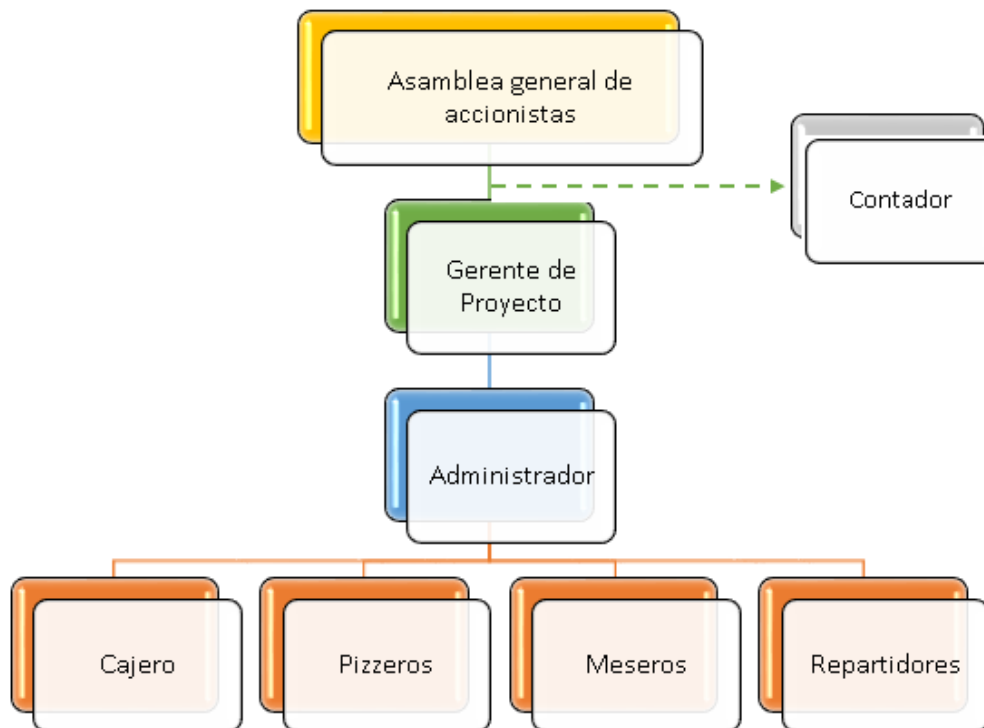 Asamblea general de
accionistas
Contador
Gerente de
Proyecto
Administrador
Cajero
Pizzeros
Meseros
Repartidores